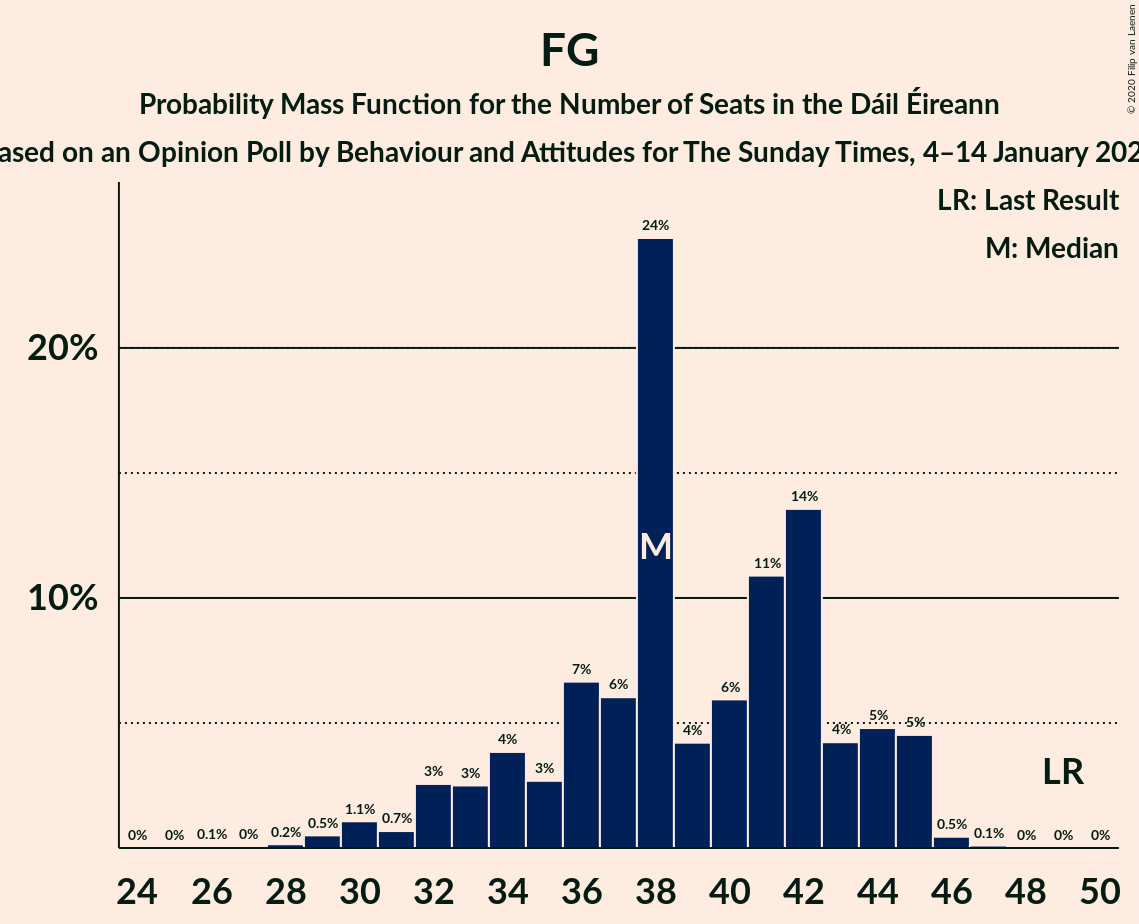 FG
Probability Mass Function for the Number of Seats in the Dáil Éireann
ased on an Opinion Poll by Behaviour and Attitudes for The Sunday Times, 4–14 January 202
© 2020 Filip van Laenen
LR: Last Result
M: Median
20%
10%
0% 0% 0.1% 0% 0.2% 0.5% 1.1% 0.7% 3% 3% 4% 3% 7% 6% 24% 4% 6% 11% 14% 4% 5% 5% 0.5% 0.1% 0% 0% 0%
M
LR
24 26 28 30 32 34 36 38 40 42 44 46 48 50